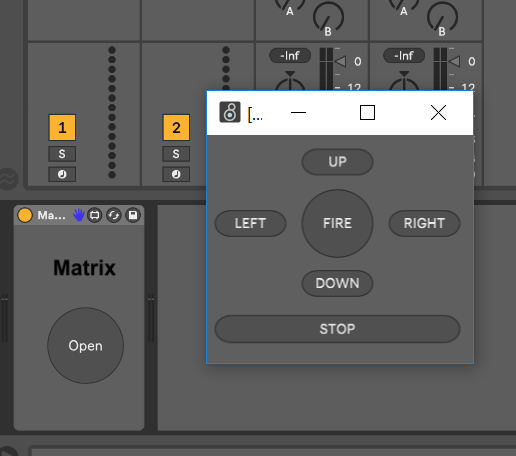 A
B
A
B
-Inf
0
12
-Inf
0
12
1
2
S
S
[...
UP
LEFT
FIRE
RIGHT
DOWN
STOP
Ma...
Matrix
Open